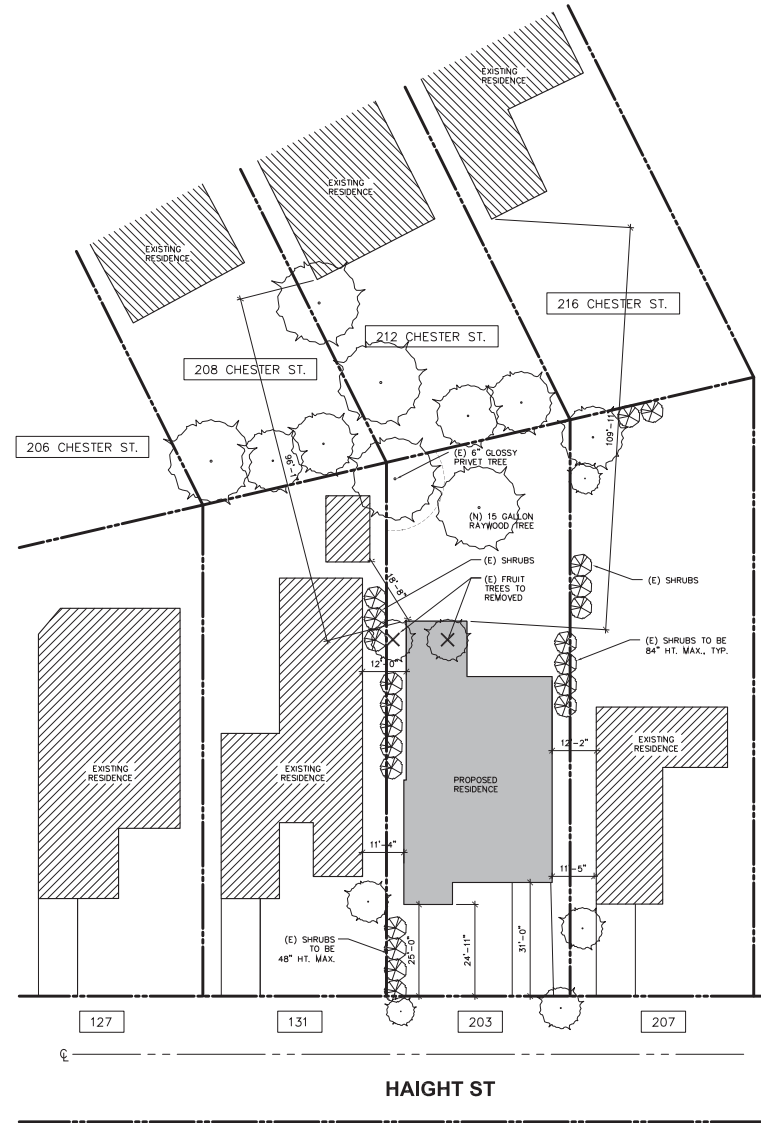 EXISTING
RESIDENCE
EXISTING
RESIDENCE
EXISTING
RESIDENCE
216 CHESTER ST.
212 CHESTER ST.
208 CHESTER ST.
206 CHESTER ST.
109'-11"
(E) 6" GLOSSY
PRIVET TREE
(N) 15 GALLON
RAYWOOD TREE
(E) SHRUBS
(E) FRUIT
TREES TO
REMOVED
18'-8"
(E) SHRUBS
(E) SHRUBS TO BE
84" HT. MAX., TYP.
12'-0"
12'-2"
EXISTING
RESIDENCE
EXISTING
RESIDENCE
PROPOSED
RESIDENCE
EXISTING
RESIDENCE
11'-4"
11'-5"
(E) SHRUBS
TO BE
48" HT. MAX.
25'-0"
24'-11"
31'-0"
127
131
203
207
℄
HAIGHT ST